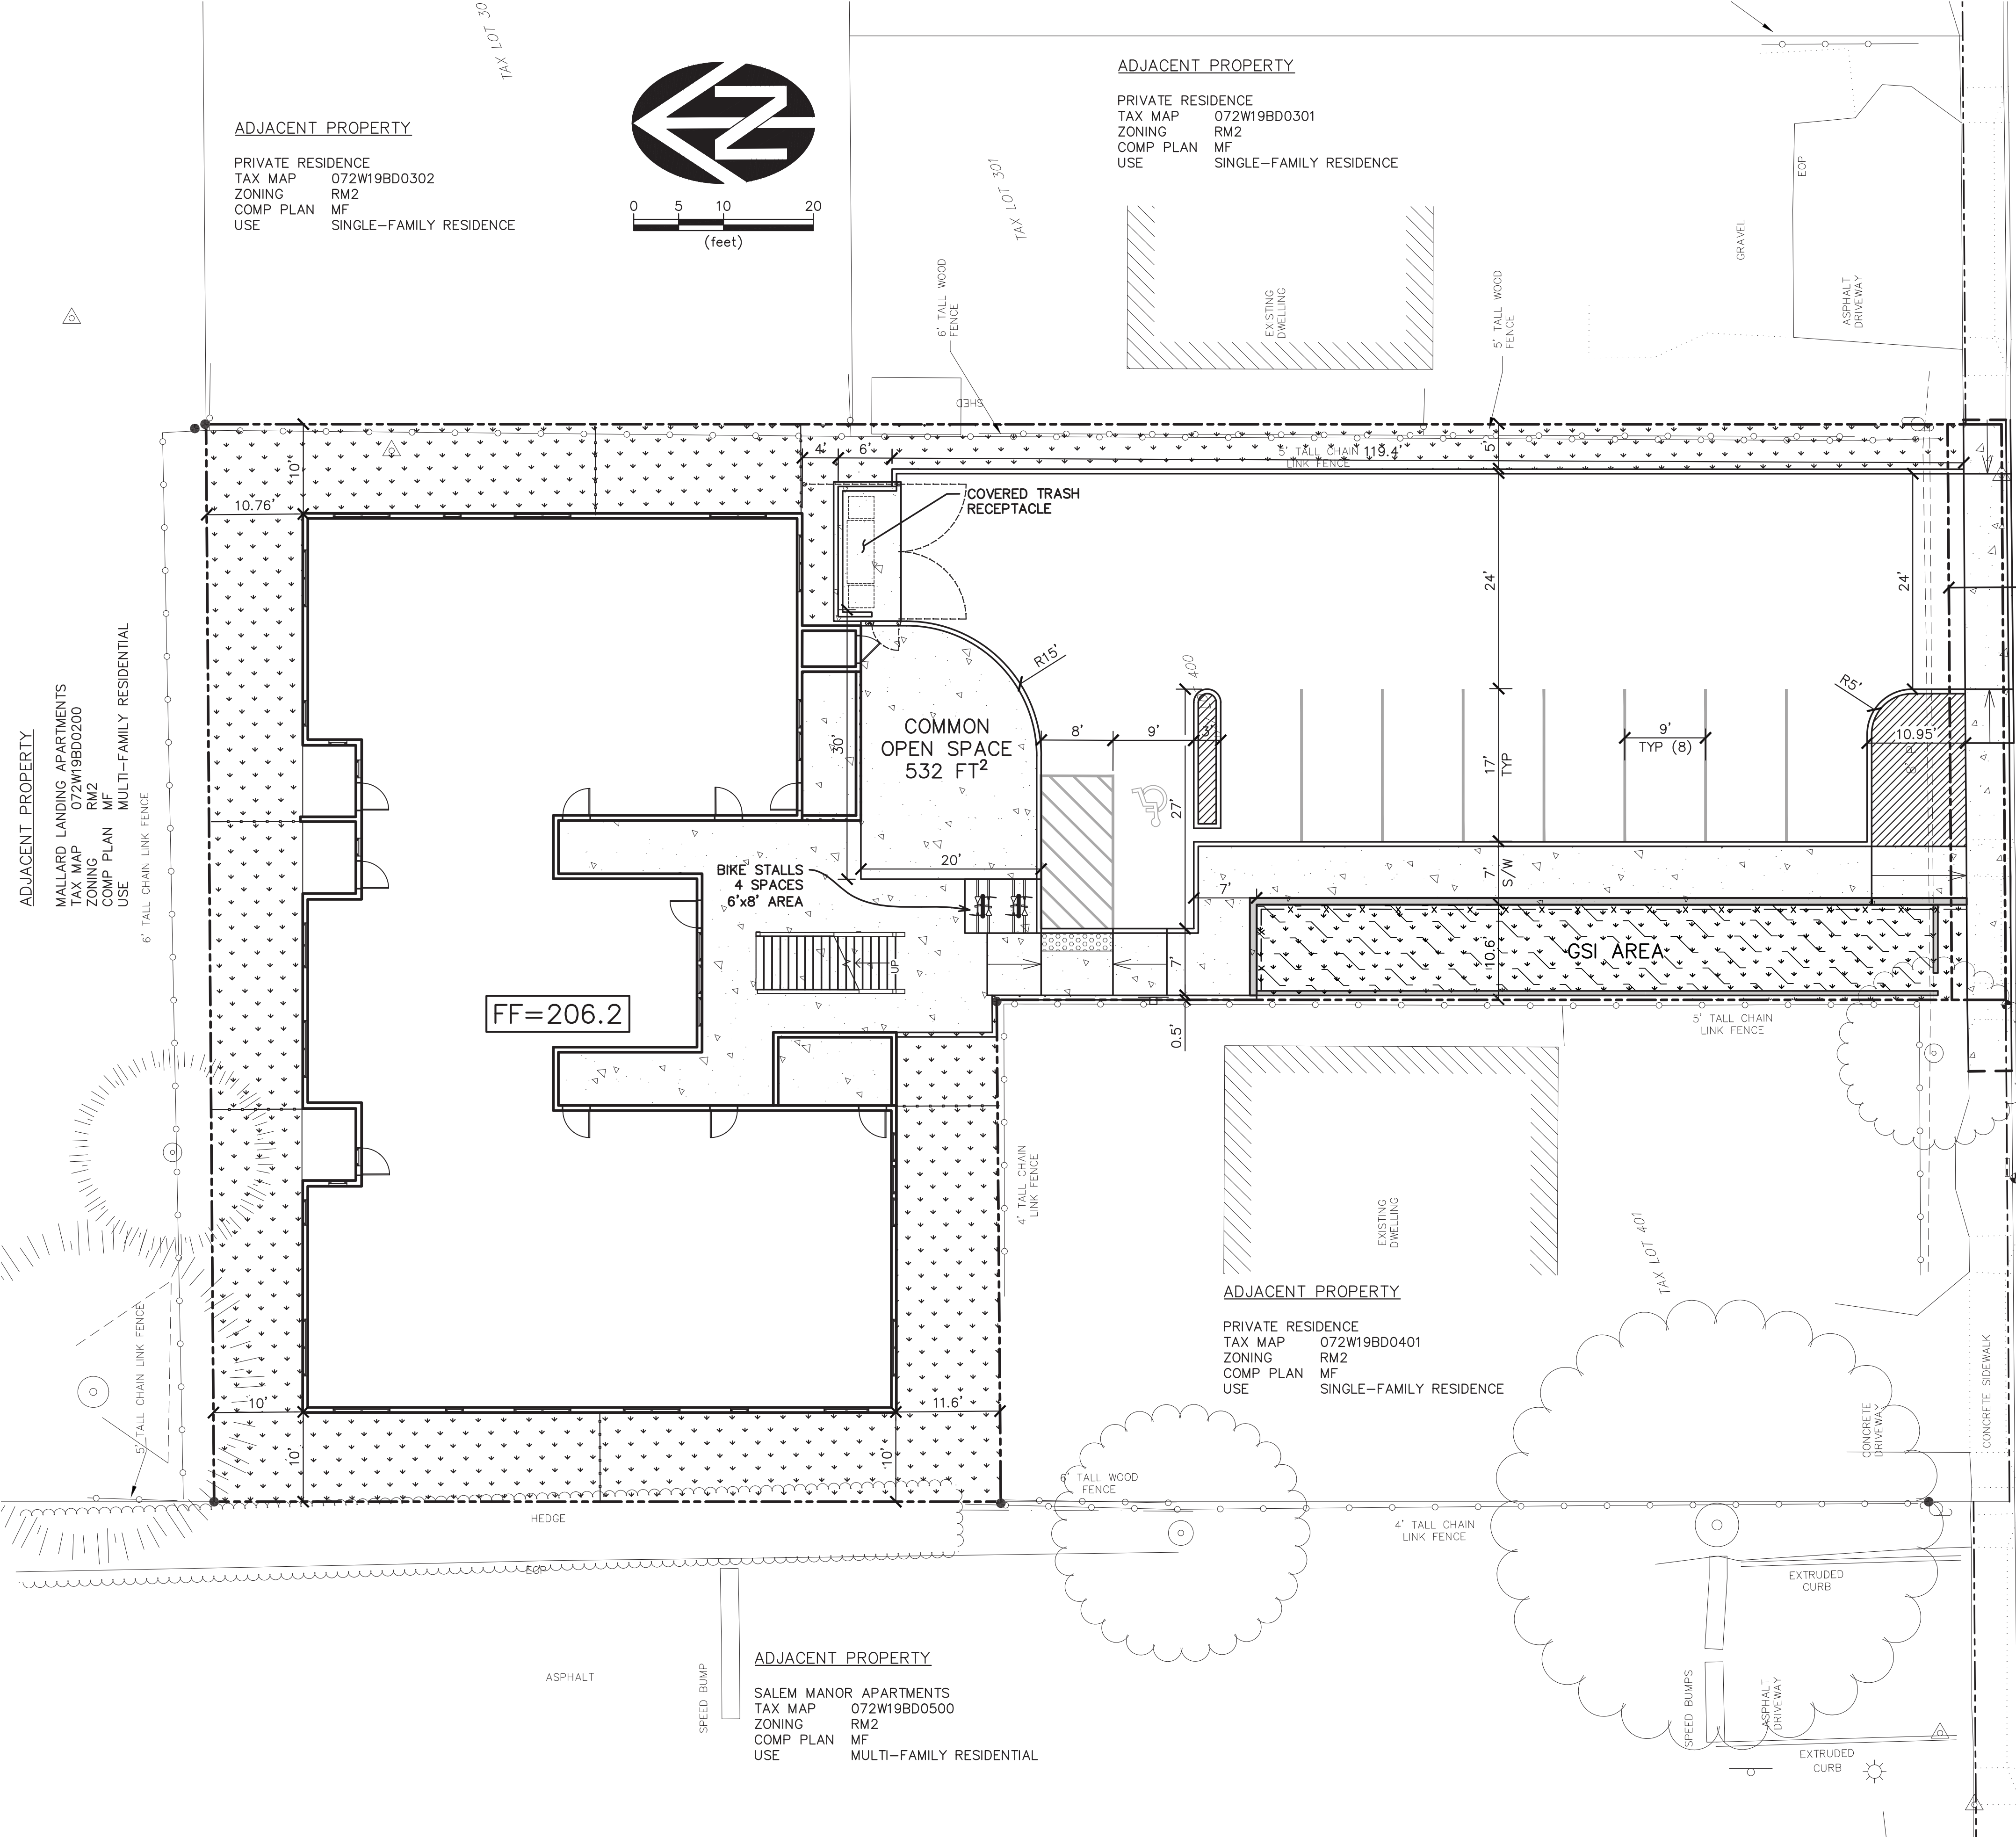 TAX LOT 30
ADJACENT PROPERTY
PRIVATE RESIDENCE
TAX MAP 072W19BD0302
ZONING RM2
COMP PLAN MF
USE SINGLE-FAMILY RESIDENCE
N
0 5 10 20
(feet)
ADJACENT PROPERTY
PRIVATE RESIDENCE
TAX MAP 072W19BD0301
ZONING RM2
COMP PLAN MF
USE SINGLE-FAMILY RESIDENCE
TAX LOT 301
EOP
GRAVEL
ASPHALT
DRIVEWAY
6' TALL WOOD
FENCE
EXISTING
DWELLING
5' TALL WOOD
FENCE
SHED
10'
4'
6'
5' TALL CHAIN
LINK FENCE
119.4'
5'
10.76'
COVERED TRASH
RECEPTACLE
24'
24'
ADJACENT PROPERTY
MALLARD LANDING APARTMENTS
TAX MAP 072W19BD0200
ZONING RM2
COMP PLAN MF
USE MULTI-FAMILY RESIDENTIAL
6' TALL CHAIN LINK FENCE
R15'
400
R5'
COMMON
OPEN SPACE
532 FT²
30'
8'
9'
3'
27'
17'
TYP
9'
TYP (8)
10.95'
20'
BIKE STALLS
4 SPACES
6'x8' AREA
7'
7'
S/W
UP
7'
10.6'
GSI AREA
FF=206.2
0.5'
5' TALL CHAIN
LINK FENCE
4' TALL CHAIN
LINK FENCE
EXISTING
DWELLING
TAX LOT 401
ADJACENT PROPERTY
PRIVATE RESIDENCE
TAX MAP 072W19BD0401
ZONING RM2
COMP PLAN MF
USE SINGLE-FAMILY RESIDENCE
5' TALL CHAIN LINK FENCE
10'
11.6'
10'
10'
CONCRETE
DRIVEWAY
CONCRETE SIDEWALK
6' TALL WOOD
FENCE
HEDGE
4' TALL CHAIN
LINK FENCE
EOP
EXTRUDED
CURB
ASPHALT
SPEED BUMP
ADJACENT PROPERTY
SALEM MANOR APARTMENTS
TAX MAP 072W19BD0500
ZONING RM2
COMP PLAN MF
USE MULTI-FAMILY RESIDENTIAL
SPEED BUMPS
ASPHALT
DRIVEWAY
EXTRUDED
CURB